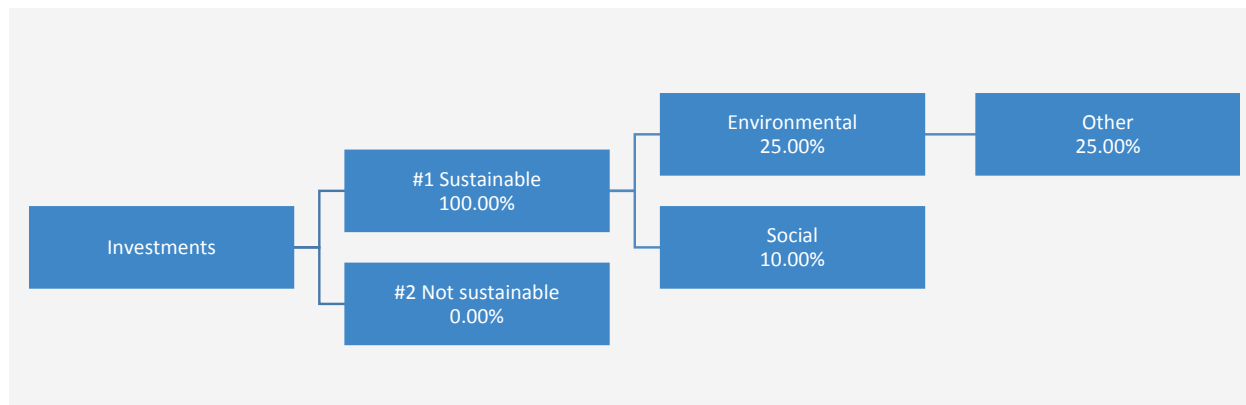 Investments
#1 Sustainable
100.00%
#2 Not sustainable
0.00%
Environmental
25.00%
Social
10.00%
Other
25.00%